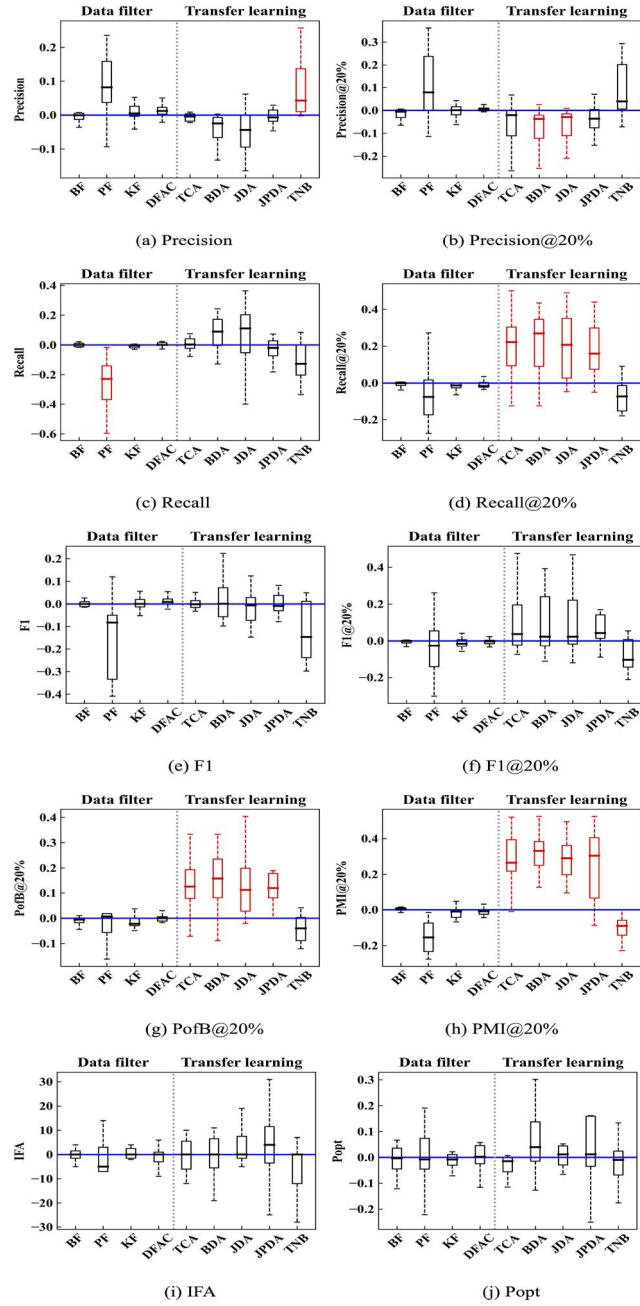 Data filter Transfer learning
Precision
0.2
0.1
0.0
−0.1
BF PF KF DFAC TCA BDA JDA JPDA TNB
(a) Precision
Data filter Transfer learning
Precision@20%
0.3
0.2
0.1
0.0
−0.1
−0.2
BF PF KF DFAC TCA BDA JDA JPDA TNB
(b) Precision@20%
Data filter Transfer learning
Recall
0.4
0.2
0.0
−0.2
−0.4
−0.6
BF PF KF DFAC TCA BDA JDA JPDA TNB
(c) Recall
Data filter Transfer learning
Recall@20%
0.4
0.2
0.0
−0.2
BF PF KF DFAC TCA BDA JDA JPDA TNB
(d) Recall@20%
Data filter Transfer learning
F1
0.2
0.1
0.0
−0.1
−0.2
−0.3
−0.4
BF PF KF DFAC TCA BDA JDA JPDA TNB
(e) F1
Data filter Transfer learning
F1@20%
0.4
0.2
0.0
−0.2
BF PF KF DFAC TCA BDA JDA JPDA TNB
(f) F1@20%
Data filter Transfer learning
PofB@20%
0.4
0.3
0.2
0.1
0.0
−0.1
BF PF KF DFAC TCA BDA JDA JPDA TNB
(g) PofB@20%
Data filter Transfer learning
PMI@20%
0.4
0.2
0.0
−0.2
BF PF KF DFAC TCA BDA JDA JPDA TNB
(h) PMI@20%
Data filter Transfer learning
IFA
30
20
10
0
−10
−20
−30
BF PF KF DFAC TCA BDA JDA JPDA TNB
(i) IFA
Data filter Transfer learning
Popt
0.3
0.2
0.1
0.0
−0.1
−0.2
BF PF KF DFAC TCA BDA JDA JPDA TNB
(j) Popt